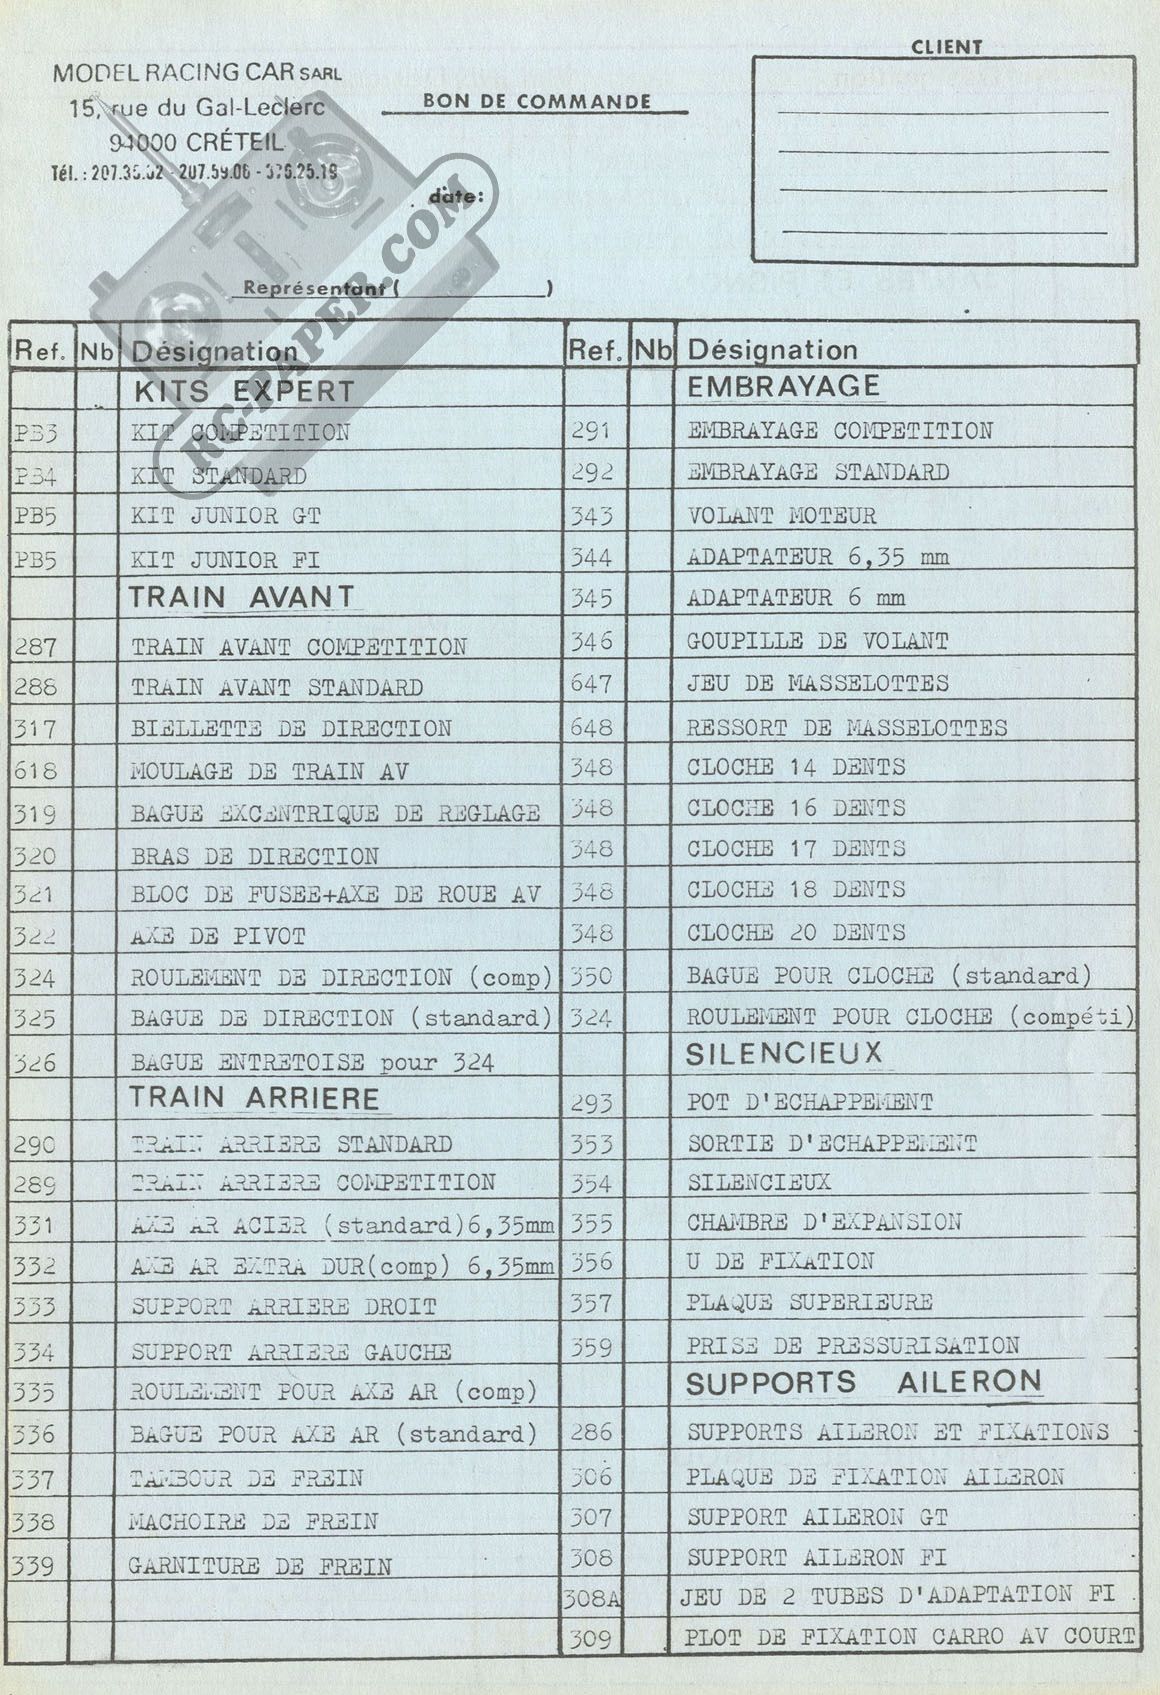 CLIENT
MODEL RACING CAR SARL
15, rue du Gal-Leclerc
94000 CRÉTEIL
Tél. : 207.35.02 - 207.59.06 - .25.19
BON DE COMMANDE
date:
Représentant ( )
RC-PAPER.COM
Ref. Nb Désignation
KITS EXPERT
PB3 KIT COMPETITION
PB4 KIT STANDARD
PB5 KIT JUNIOR GT
PB5 KIT JUNIOR FI
TRAIN AVANT
287 TRAIN AVANT COMPETITION
288 TRAIN AVANT STANDARD
317 BIELLETTE DE DIRECTION
618 MOULAGE DE TRAIN AV
319 BAGUE EXCENTRIQUE DE REGLAGE
320 BRAS DE DIRECTION
321 BLOC DE FUSEE+AXE DE ROUE AV
322 AXE DE PIVOT
324 ROULEMENT DE DIRECTION (comp)
325 BAGUE DE DIRECTION (standard)
326 BAGUE ENTRETOISE pour 324
TRAIN ARRIERE
290 TRAIN ARRIERE STANDARD
289 TRAIN ARRIERE COMPETITION
331 AXE AR ACIER (standard)6,35mm
332 AXE AR EXTRA DUR(comp) 6,35mm
333 SUPPORT ARRIERE DROIT
334 SUPPORT ARRIERE GAUCHE
335 ROULEMENT POUR AXE AR (comp)
336 BAGUE POUR AXE AR (standard)
337 TAMBOUR DE FREIN
338 MACHOIRE DE FREIN
339 GARNITURE DE FREIN
Ref. Nb Désignation
EMBRAYAGE
291 EMBRAYAGE COMPETITION
292 EMBRAYAGE STANDARD
343 VOLANT MOTEUR
344 ADAPTATEUR 6,35 mm
345 ADAPTATEUR 6 mm
346 GOUPILLE DE VOLANT
647 JEU DE MASSELOTTES
648 RESSORT DE MASSELOTTES
348 CLOCHE 14 DENTS
348 CLOCHE 16 DENTS
348 CLOCHE 17 DENTS
348 CLOCHE 18 DENTS
348 CLOCHE 20 DENTS
350 BAGUE POUR CLOCHE (standard)
324 ROULEMENT POUR CLOCHE (compéti)
SILENCIEUX
293 POT D'ECHAPPEMENT
353 SORTIE D'ECHAPPEMENT
354 SILENCIEUX
355 CHAMBRE D'EXPANSION
356 U DE FIXATION
357 PLAQUE SUPERIEURE
359 PRISE DE PRESSURISATION
SUPPORTS AILERON
286 SUPPORTS AILERON ET FIXATIONS
306 PLAQUE DE FIXATION AILERON
307 SUPPORT AILERON GT
308 SUPPORT AILERON FI
308A JEU DE 2 TUBES D'ADAPTATION FI
309 PLOT DE FIXATION CARRO AV COURT